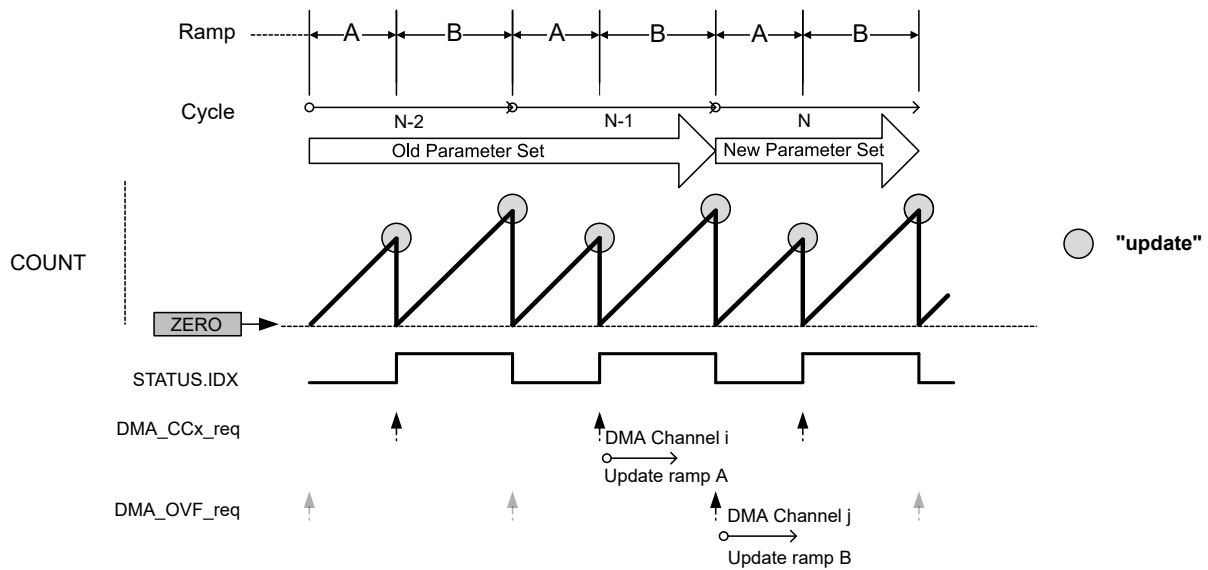 Ramp A B A B A B
Cycle
N-2 N-1 N
Old Parameter Set New Parameter Set
COUNT
"update"
ZERO
STATUS.IDX
DMA_CCx_req
DMA Channel i
Update ramp A
DMA_OVF_req
DMA Channel j
Update ramp B